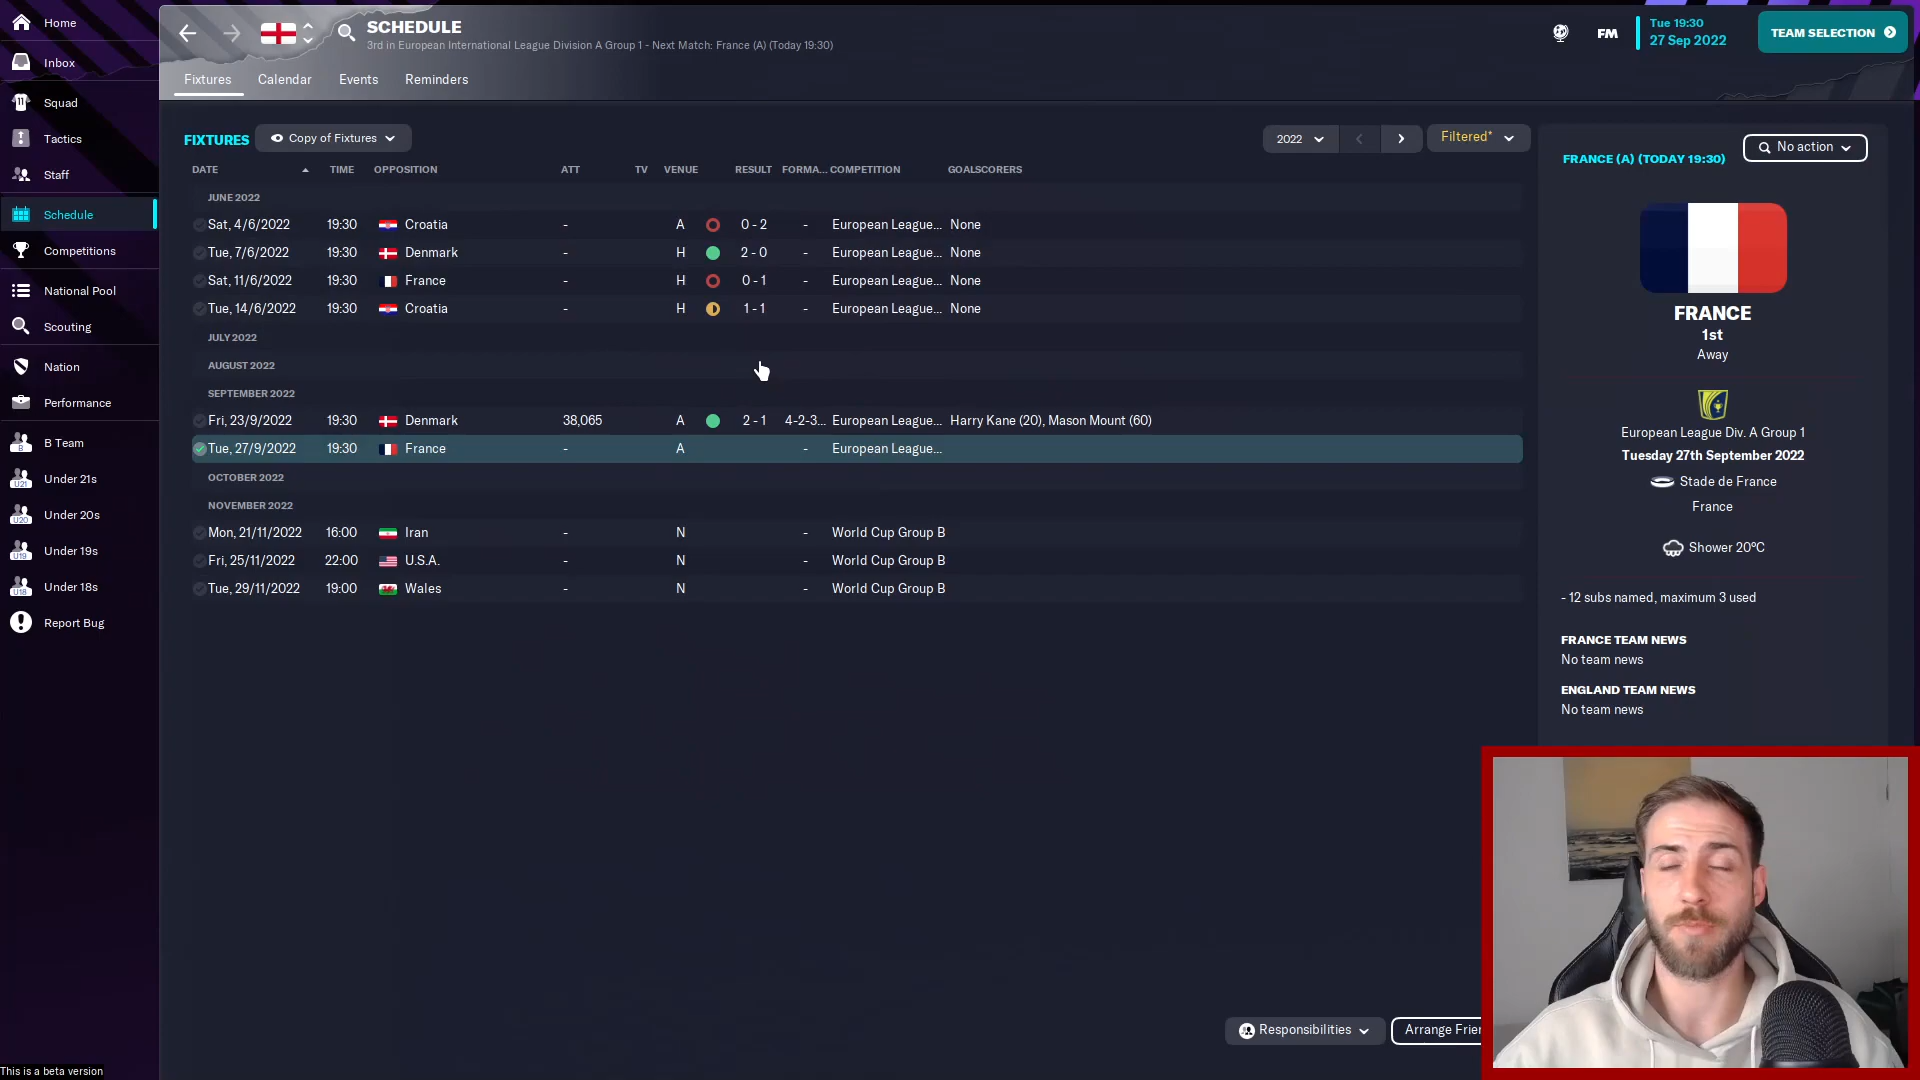 Home
Inbox
Squad
Tactics
Staff
Schedule
Competitions
National Pool
Scouting
Nation
Performance
B Team
Under 21s
Under 20s
Under 19s
Under 18s
Report Bug
This is a beta version
SCHEDULE
3rd in European International League Division A Group 1 - Next Match: France (A) (Today 19:30)
FM
Tue 19:30
27 Sep 2022
TEAM SELECTION
Fixtures Calendar Events Reminders
FIXTURES Copy of Fixtures 2022 Filtered*
DATE TIME OPPOSITION ATT TV VENUE RESULT FORMA... COMPETITION GOALSCORERS
JUNE 2022
Sat, 4/6/2022 19:30 Croatia - A 0 - 2 - European League... None
Tue, 7/6/2022 19:30 Denmark - H 2 - 0 - European League... None
Sat, 11/6/2022 19:30 France - H 0 - 1 - European League... None
Tue, 14/6/2022 19:30 Croatia - H 1 - 1 - European League... None
JULY 2022
AUGUST 2022
SEPTEMBER 2022
Fri, 23/9/2022 19:30 Denmark 38,065 A 2 - 1 4-2-3... European League... Harry Kane (20), Mason Mount (60)
Tue, 27/9/2022 19:30 France - A - European League...
OCTOBER 2022
NOVEMBER 2022
Mon, 21/11/2022 16:00 Iran - N - World Cup Group B
Fri, 25/11/2022 22:00 U.S.A. - N - World Cup Group B
Tue, 29/11/2022 19:00 Wales - N - World Cup Group B
Responsibilities Arrange Frien
FRANCE (A) (TODAY 19:30) No action
FRANCE
1st
Away
European League Div. A Group 1
Tuesday 27th September 2022
Stade de France
France
Shower 20ºC
- 12 subs named, maximum 3 used
FRANCE TEAM NEWS
No team news
ENGLAND TEAM NEWS
No team news